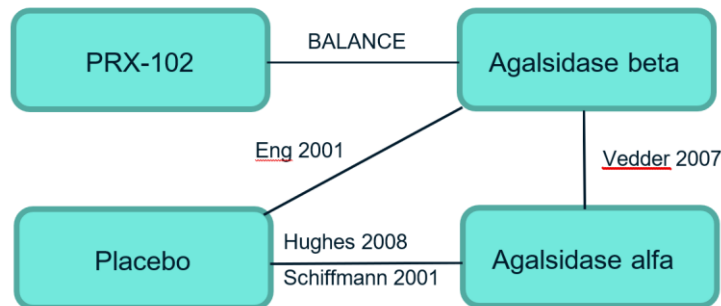 PRX-102
BALANCE
Agalsidase beta
Eng 2001
Vedder 2007
Placebo
Hughes 2008
Schiffmann 2001
Agalsidase alfa